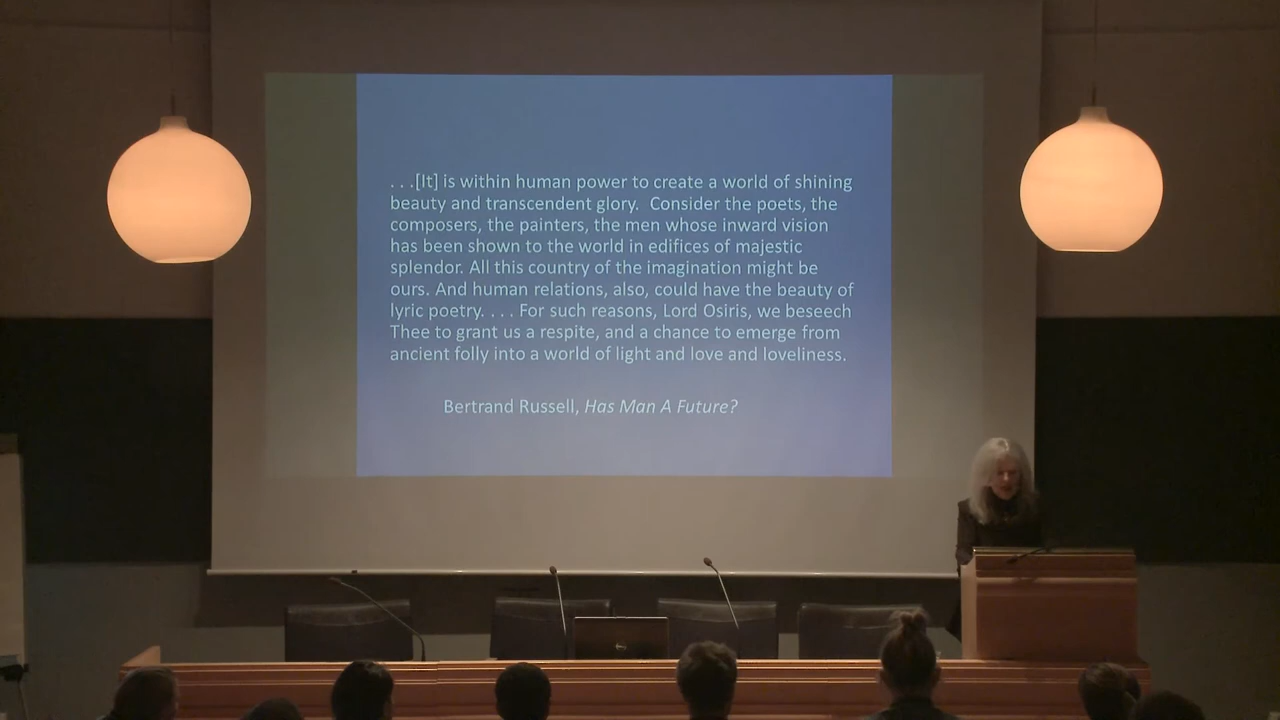 . . .[It] is within human power to create a world of shining
beauty and transcendent glory.  Consider the poets, the
composers, the painters, the men whose inward vision
has been shown to the world in edifices of majestic
splendor. All this country of the imagination might be
ours. And human relations, also, could have the beauty of
lyric poetry. . . . For such reasons, Lord Osiris, we beseech
Thee to grant us a respite, and a chance to emerge from
ancient folly into a world of light and love and loveliness.
Bertrand Russell, Has Man A Future?